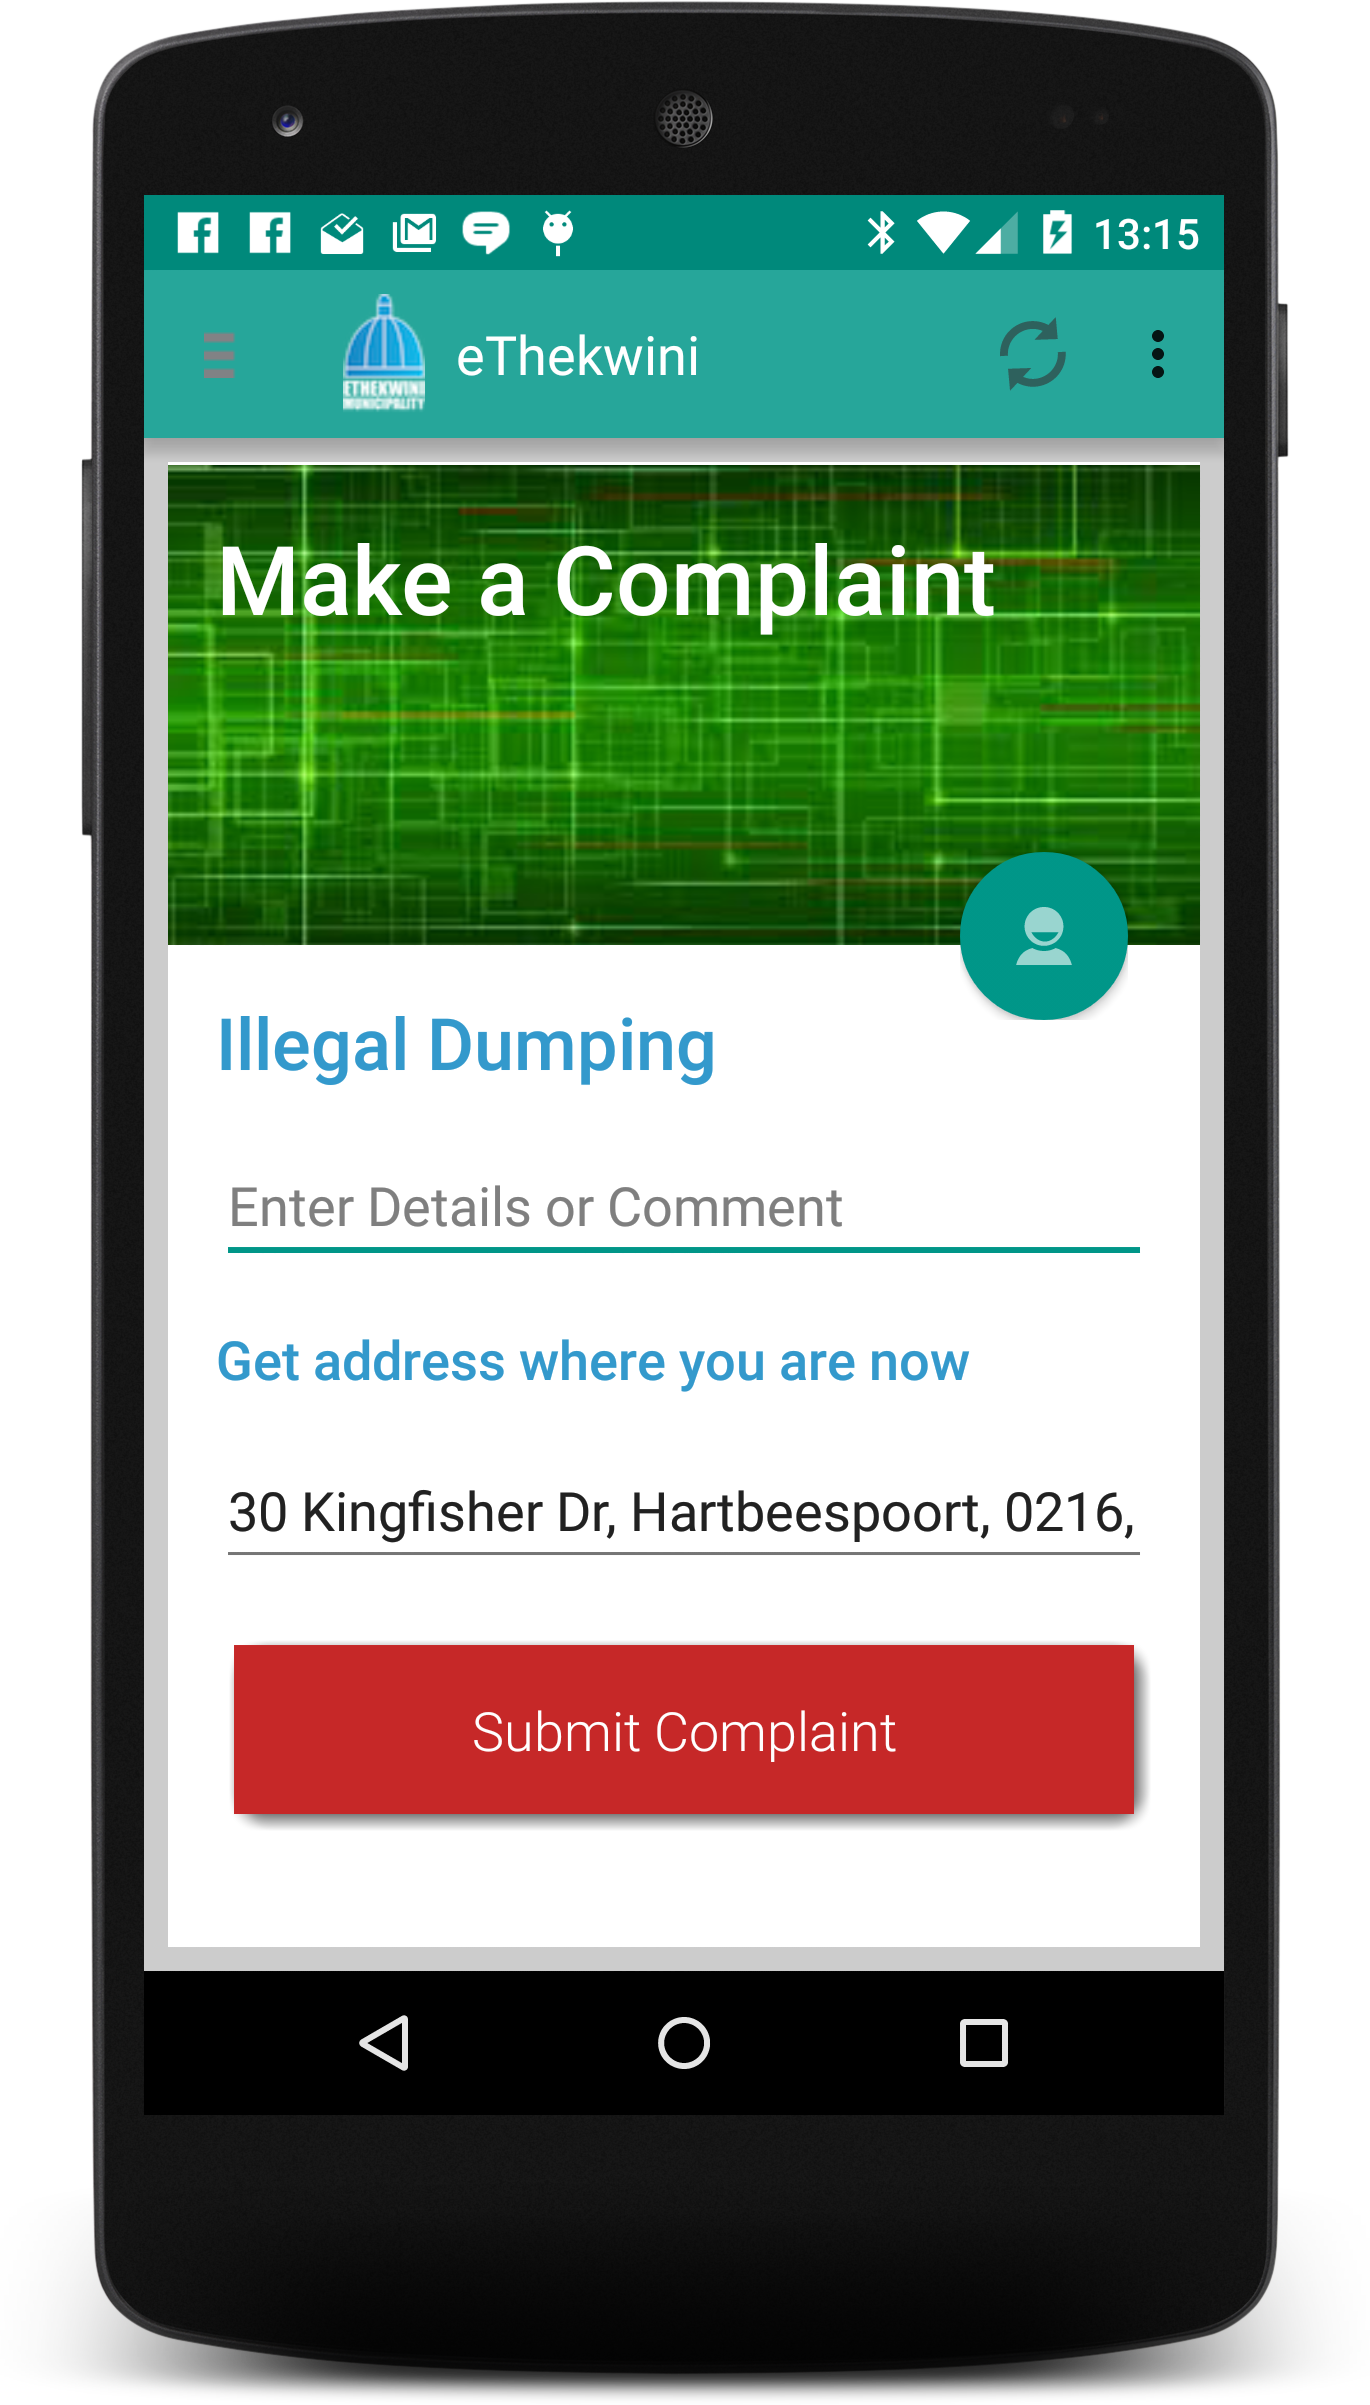 13:15
ETHEKWINI
MUNICIPALITY
eThekwini
Make a Complaint
Illegal Dumping
Enter Details or Comment
Get address where you are now
30 Kingfisher Dr, Hartbeespoort, 0216,
Submit Complaint